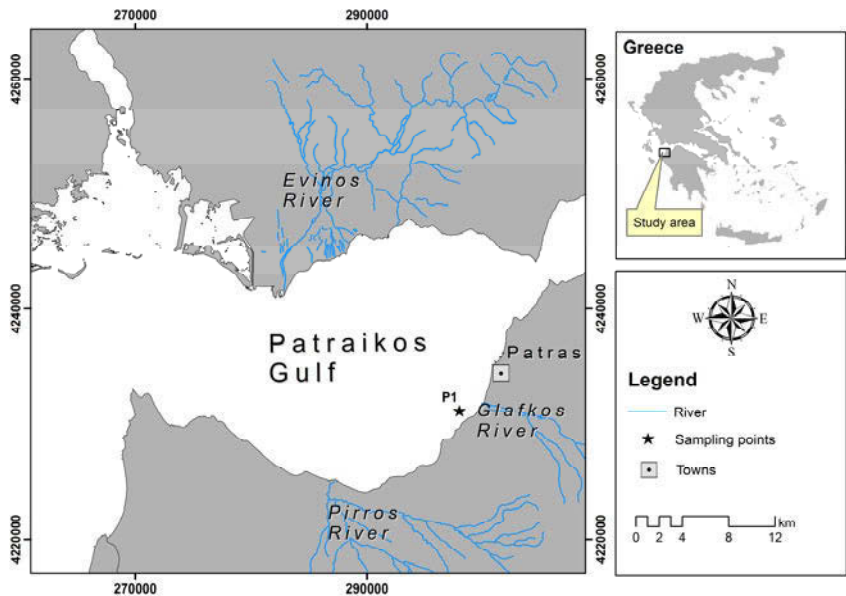 270000
290000
4260000
4260000
Greece
Evinos
River
Study area
4240000
4240000
N
W
E
S
Patraikos
Gulf
Patras
P1
Glafkos
River
Legend
River
Sampling points
Towns
Pirros
River
4220000
4220000
0 2 4 8 12 km
270000
290000